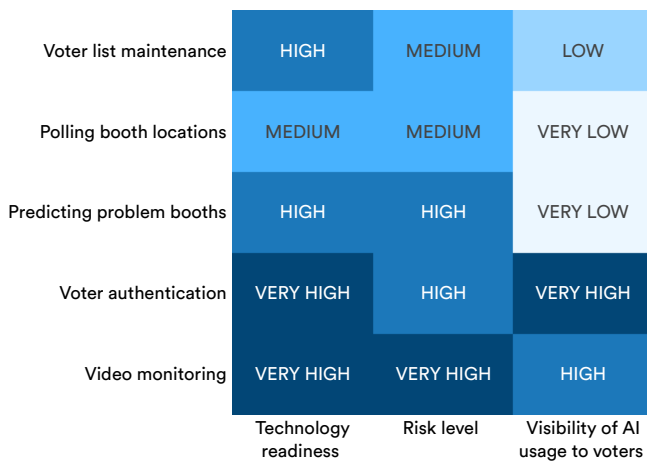 Voter list maintenance HIGH MEDIUM LOW
Polling booth locations MEDIUM MEDIUM VERY LOW
Predicting problem booths HIGH HIGH VERY LOW
Voter authentication VERY HIGH HIGH VERY HIGH
Video monitoring VERY HIGH VERY HIGH HIGH
Technology readiness
Risk level
Visibility of AI
usage to voters